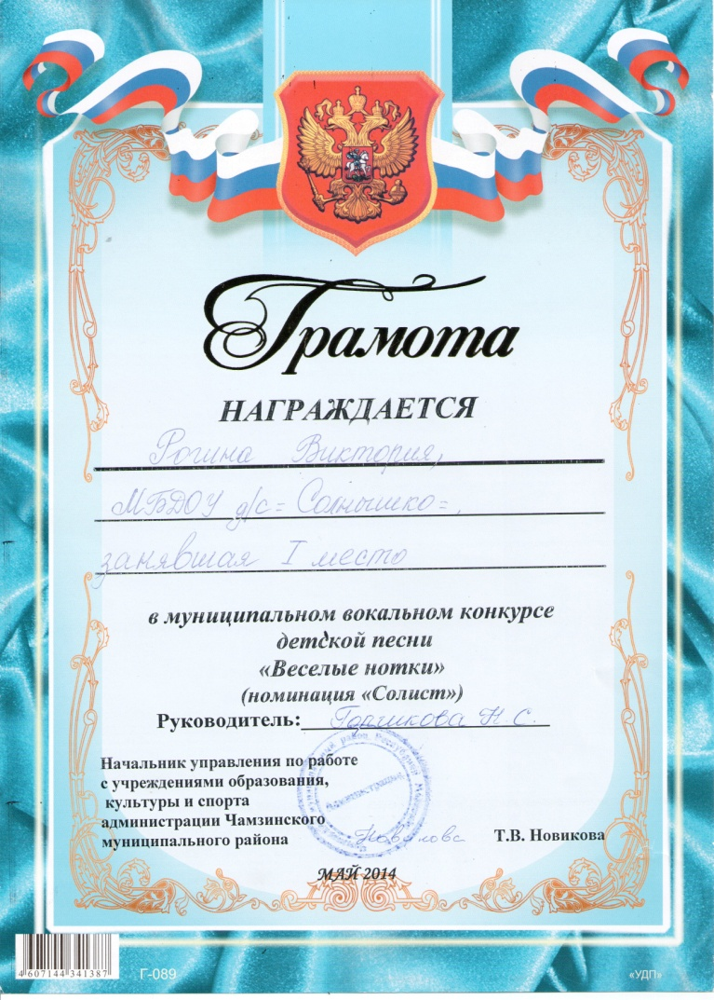 Грамота
НАГРАЖДАЕТСЯ
Рогина Виктория,
МБДОУ д/с =Солнышко=,
занявшая I место
в муниципальном вокальном конкурсе
детской песни
«Веселые нотки»
(номинация «Солист»)
Руководитель: Н. С.
Начальник управления по работе
с учреждениями образования,
культуры и спорта
администрации Чамзинского
муниципального района Т.В. Новикова
МАЙ 2014
4 607144 341387
Г-089
«УДП»